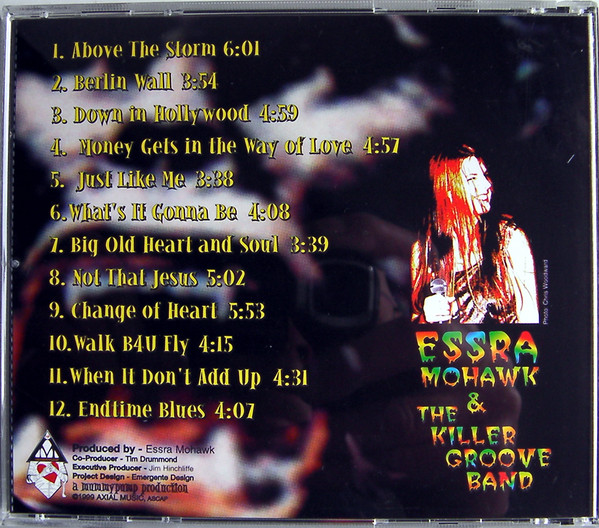 1. Above The Storm 6:01
2. Berlin Wall 3:54
3. Down in Hollywood 4:59
4. Money Gets in the Way of Love 4:57
5. Just Like Me 3:38
6. What's It Gonna Be 4:08
7. Big Old Heart and Soul 3:39
8. Not That Jesus 5:02
9. Change of Heart 5:53
10. Walk B4U Fly 4:15
11. When It Don't Add Up 4:31
12. Endtime Blues 4:07
Photo: Chris Woodward
ESSRA
MOHAWK
&
THE
KILLER
GROOVE
BAND
Produced by - Essra Mohawk
Co-Producer - Tim Drummond
Executive Producer - Jim Hinchliffe
Project Design - Emergente Design
a mummypump production
©1999 AXIAL MUSIC, ASCAP